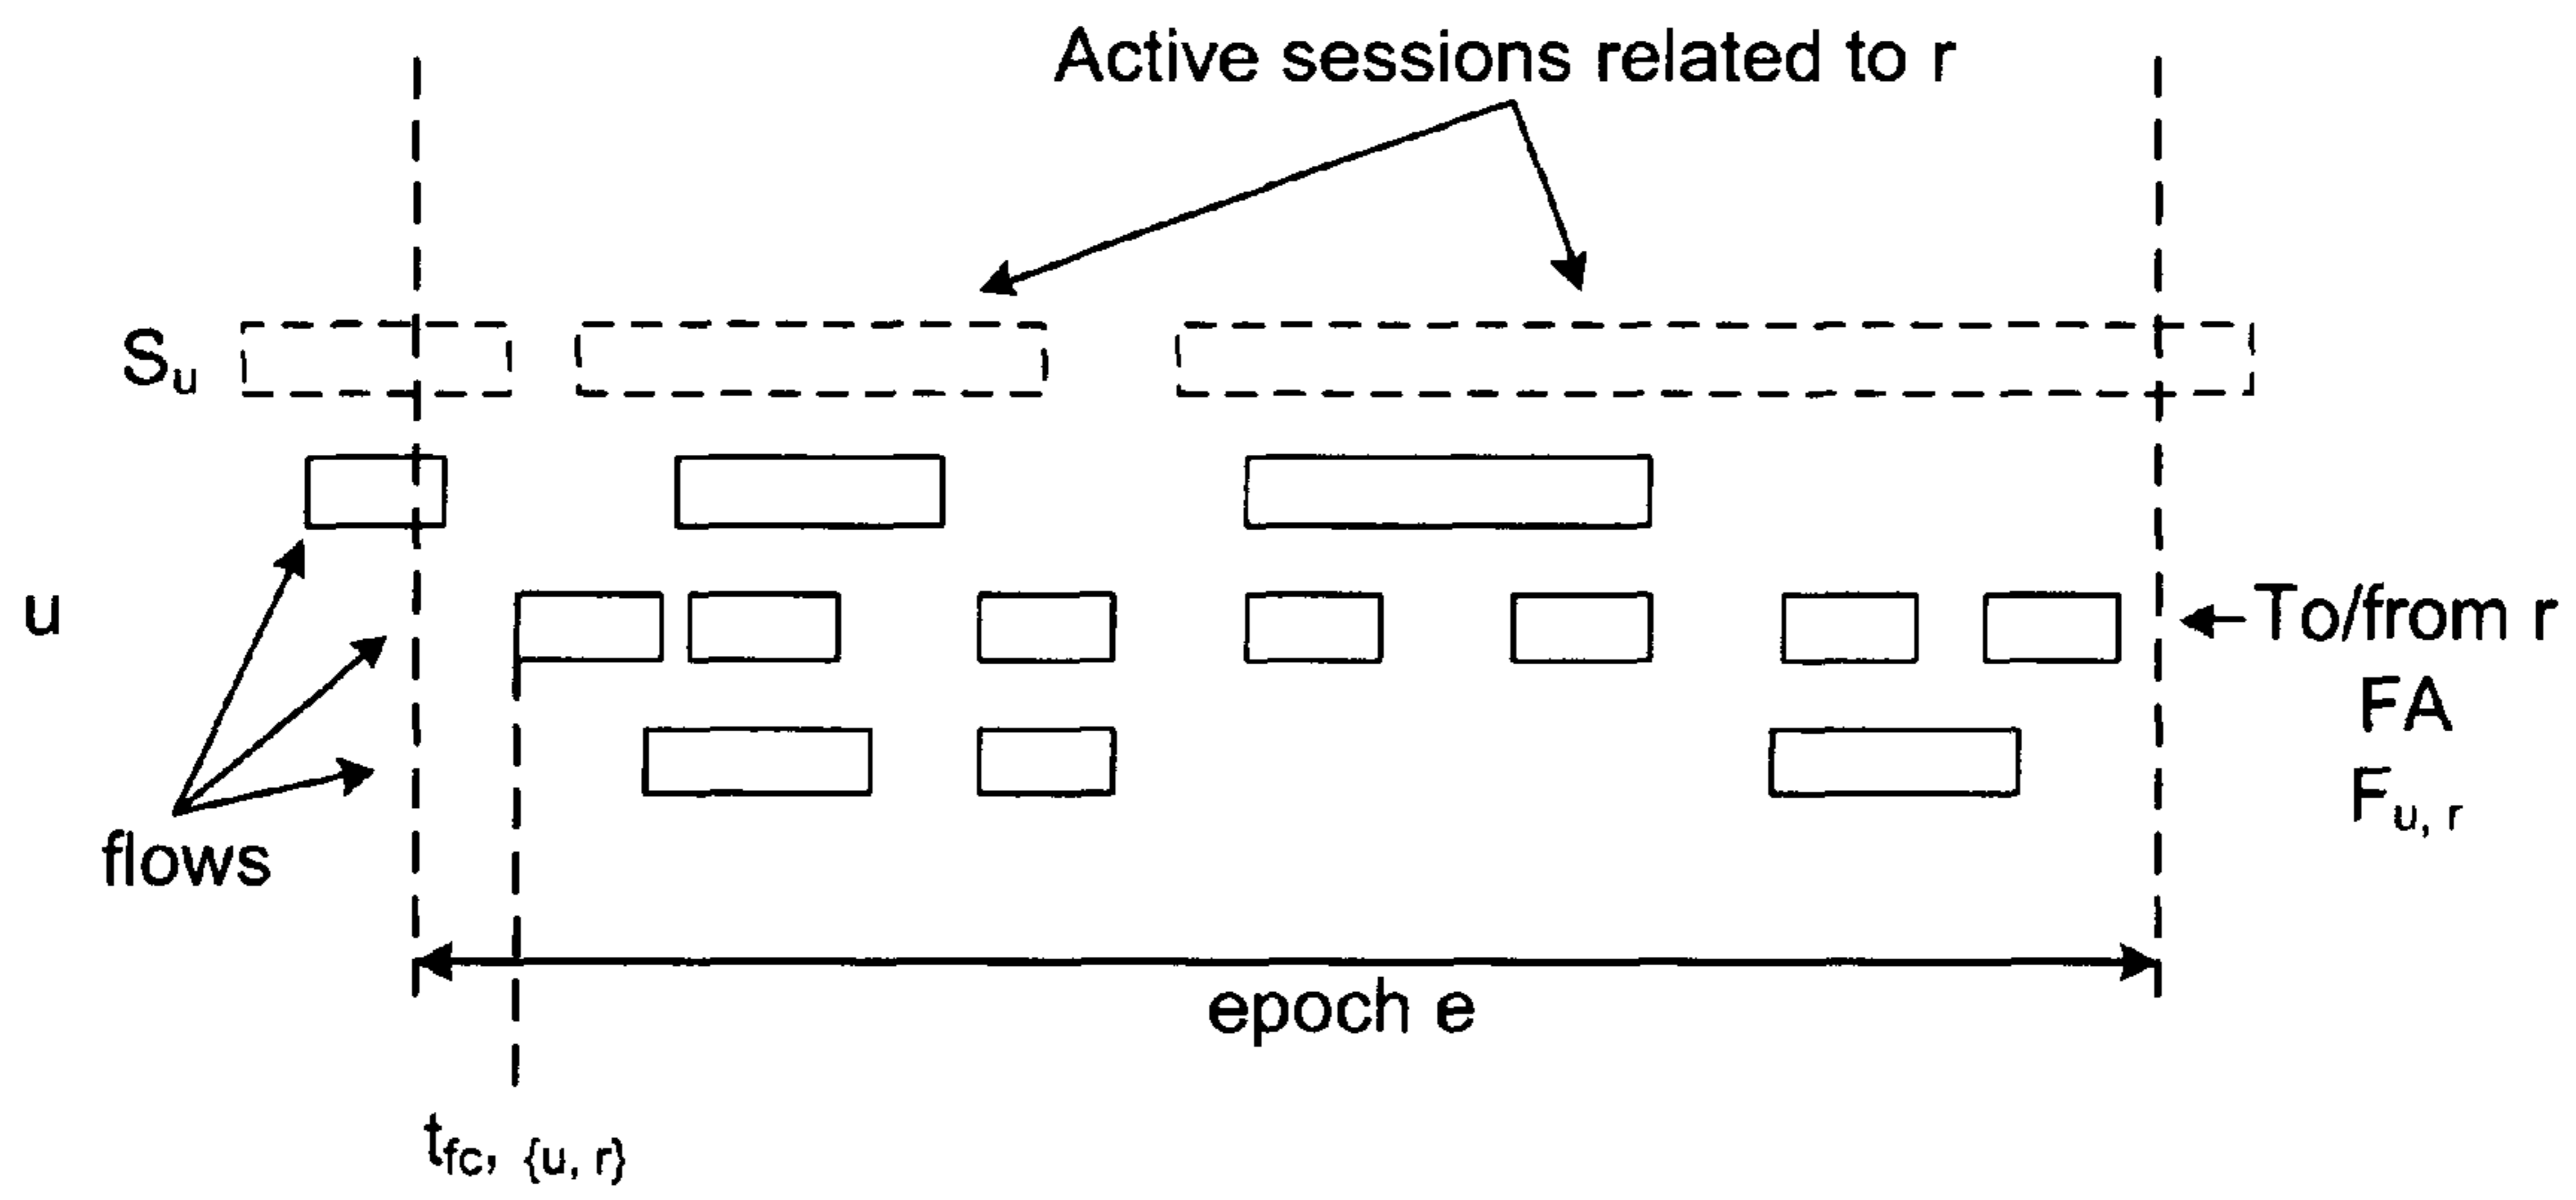 Active sessions related to r
Su
u
To/from r
FA
Fu, r
flows
epoch e
tfc, {u, r}